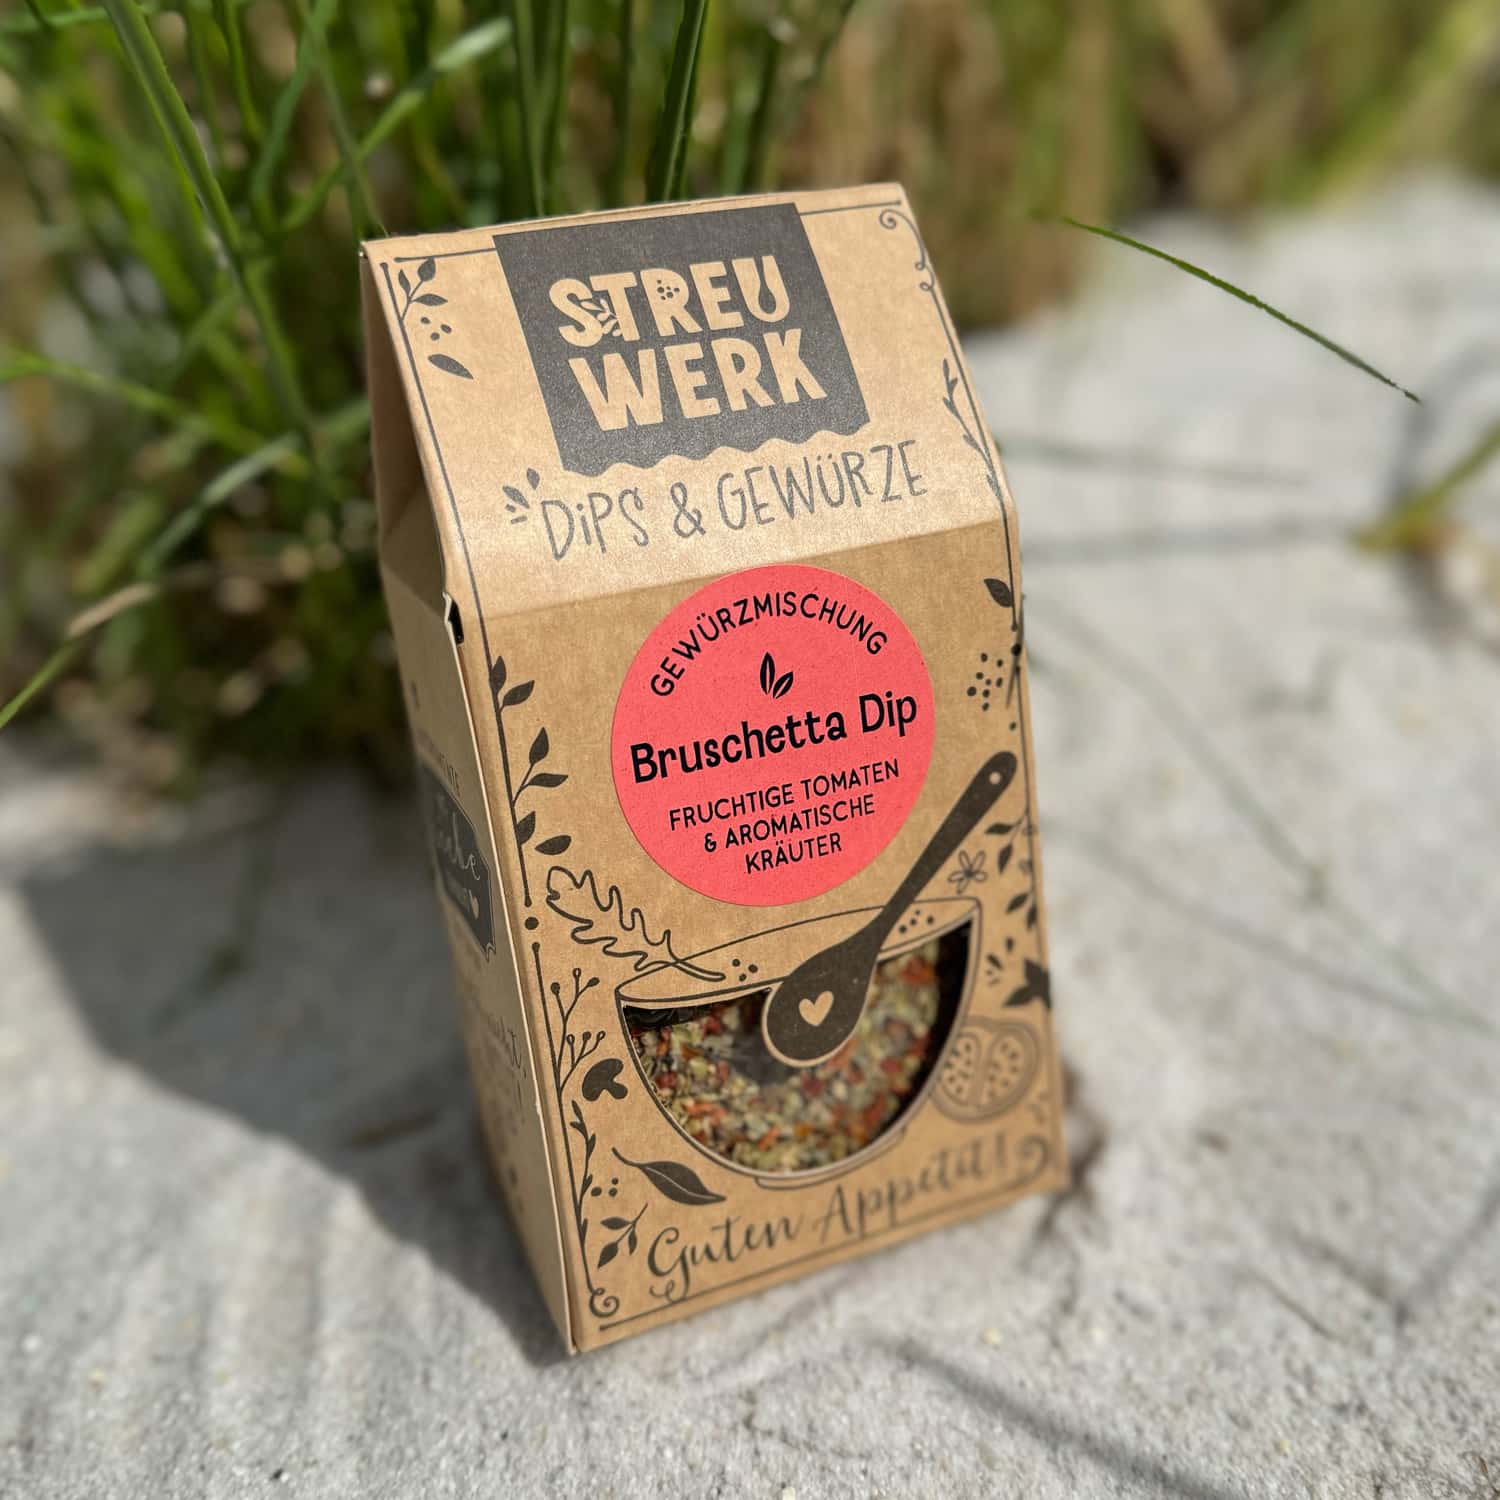 STREU
WERK
DiPS & GEWÜRZE
GEWÜRZMISCHUNG
Bruschetta Dip
FRUCHTIGE TOMATEN
& AROMATISCHE
KRÄUTER
Guten Appetit!